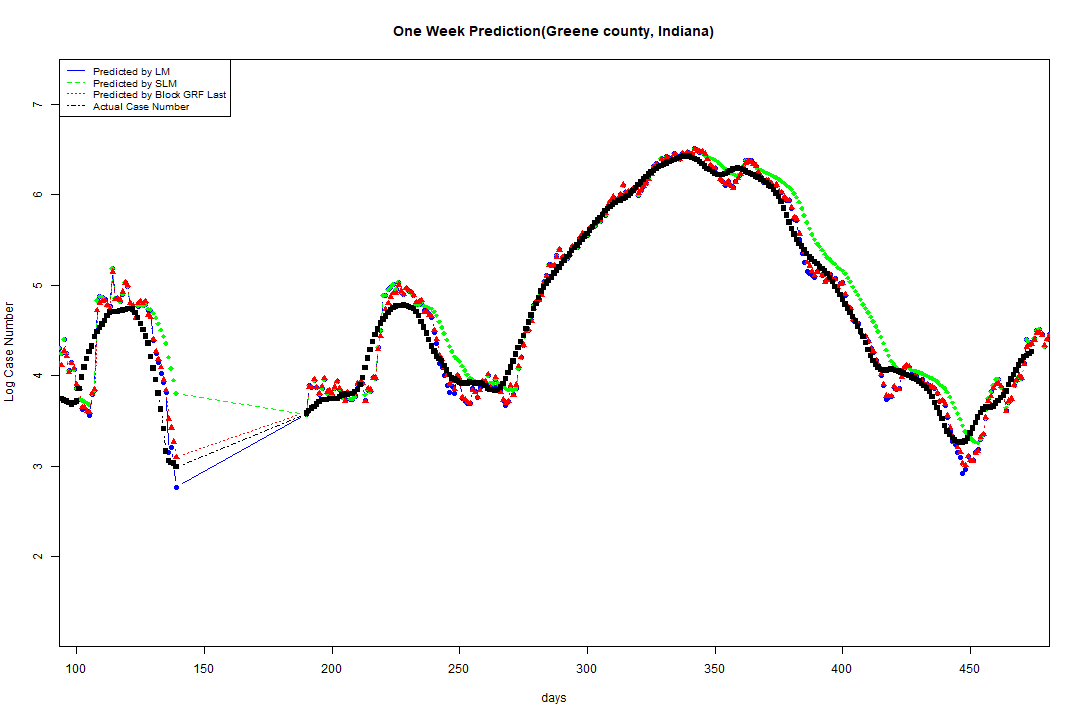 One Week Prediction(Greene county, Indiana)
Predicted by LM
Predicted by SLM
Predicted by Block GRF Last
Actual Case Number
Log Case Number
7
6
5
4
3
2
100 150 200 250 300 350 400 450
days